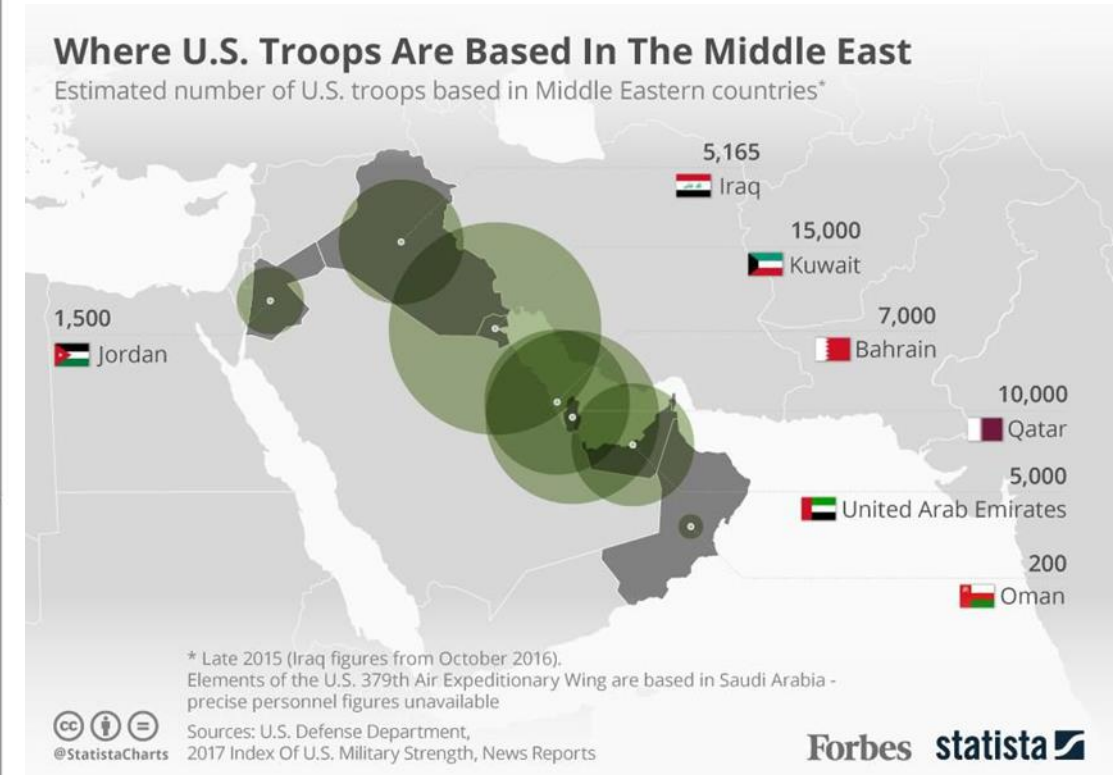 Where U.S. Troops Are Based In The Middle East
Estimated number of U.S. troops based in Middle Eastern countries*
5,165
Iraq
15,000
Kuwait
1,500
Jordan
7,000
Bahrain
10,000
Qatar
5,000
United Arab Emirates
200
Oman
* Late 2015 (Iraq figures from October 2016).
Elements of the U.S. 379th Air Expeditionary Wing are based in Saudi Arabia -
precise personnel figures unavailable
cc
@StatistaCharts
Sources: U.S. Defense Department,
2017 Index Of U.S. Military Strength, News Reports
Forbes statista